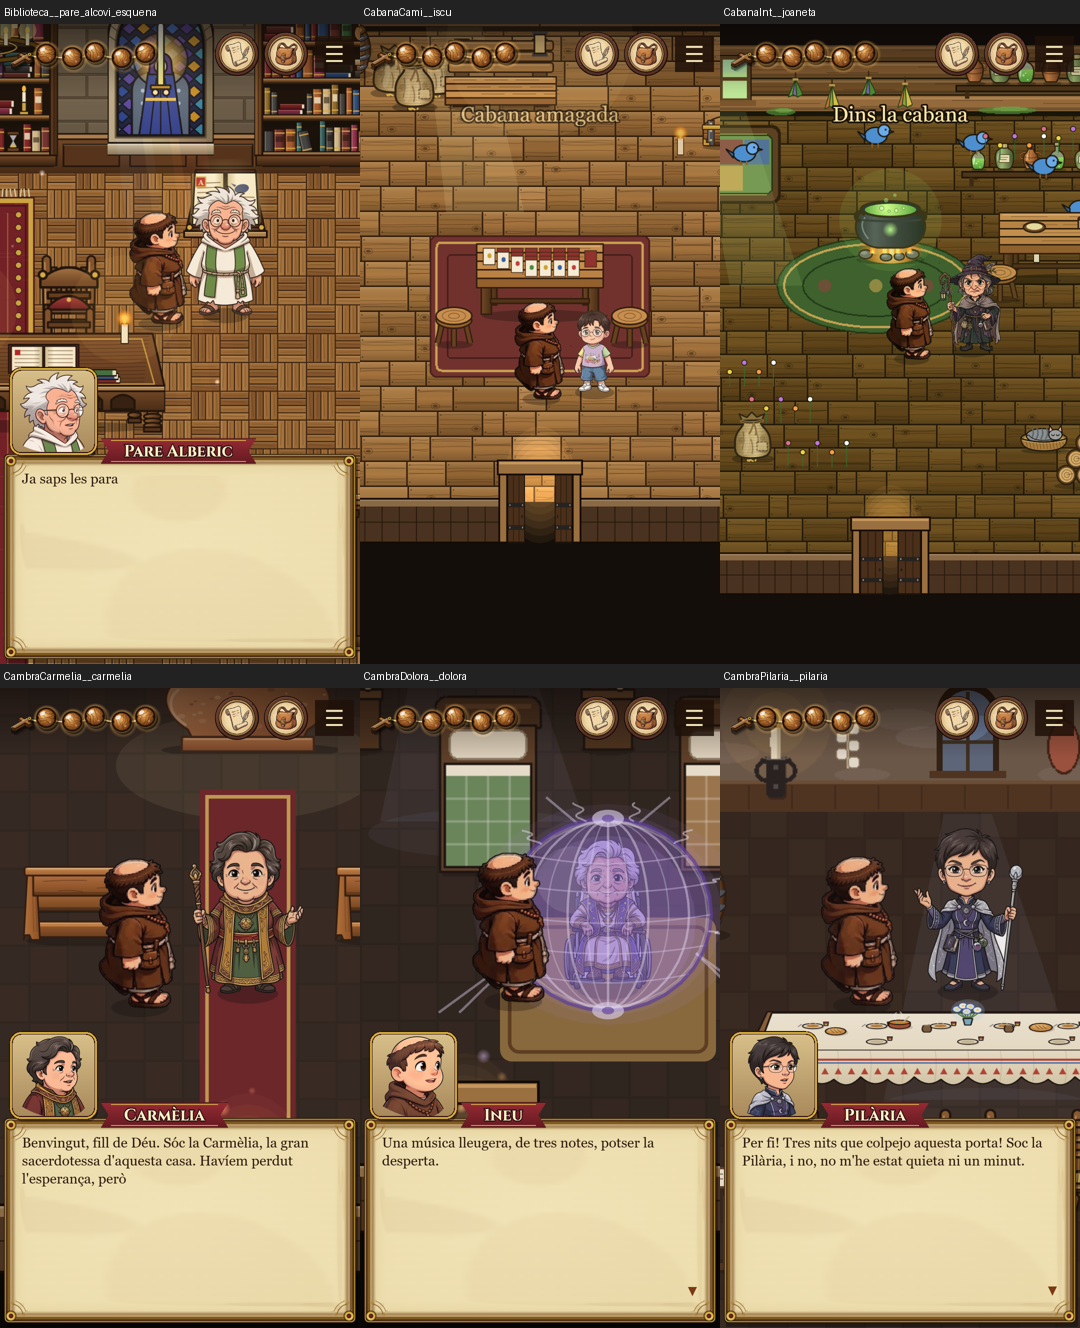 Biblioteca__pare_alcovi_esquena
CabanaCami__iscu
CabanaInt__joaneta
Cabana amagada
Dins la cabana
A
PARE ALBERIC
Ja saps les para
CambraCarmelia__carmelia
CambraDolora__dolora
CambraPilaria__pilaria
CARMÈLIA
Benvingut, fill de Déu. Sóc la Carmèlia, la gran
sacerdotessa d'aquesta casa. Havíem perdut
l'esperança, però
INEU
Una música lleugera, de tres notes, potser la
desperta.
PILÀRIA
Per fi! Tres nits que colpejo aquesta porta! Soc la
Pilària, i no, no m'he estat quieta ni un minut.